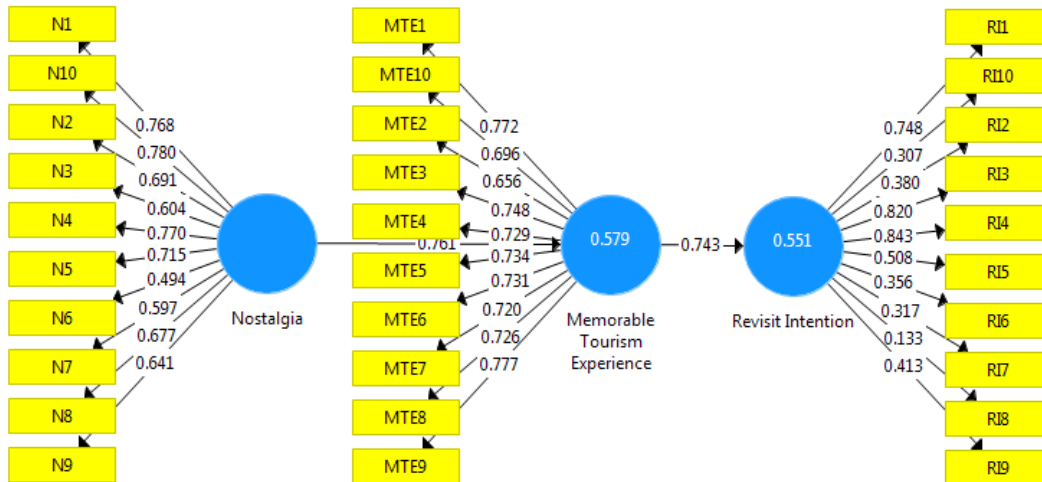 N1
N10
N2
N3
N4
N5
N6
N7
N8
N9
0.768
0.780
0.691
0.604
0.770
0.715
0.494
0.597
0.677
0.641
Nostalgia
0.761
MTE1
MTE10
MTE2
MTE3
MTE4
MTE5
MTE6
MTE7
MTE8
MTE9
0.772
0.696
0.656
0.748
0.729
0.734
0.731
0.720
0.726
0.777
0.579
Memorable
Tourism
Experience
0.743
0.551
Revisit Intention
0.748
0.307
0.380
0.820
0.843
0.508
0.356
0.317
0.133
0.413
RI1
RI10
RI2
RI3
RI4
RI5
RI6
RI7
RI8
RI9